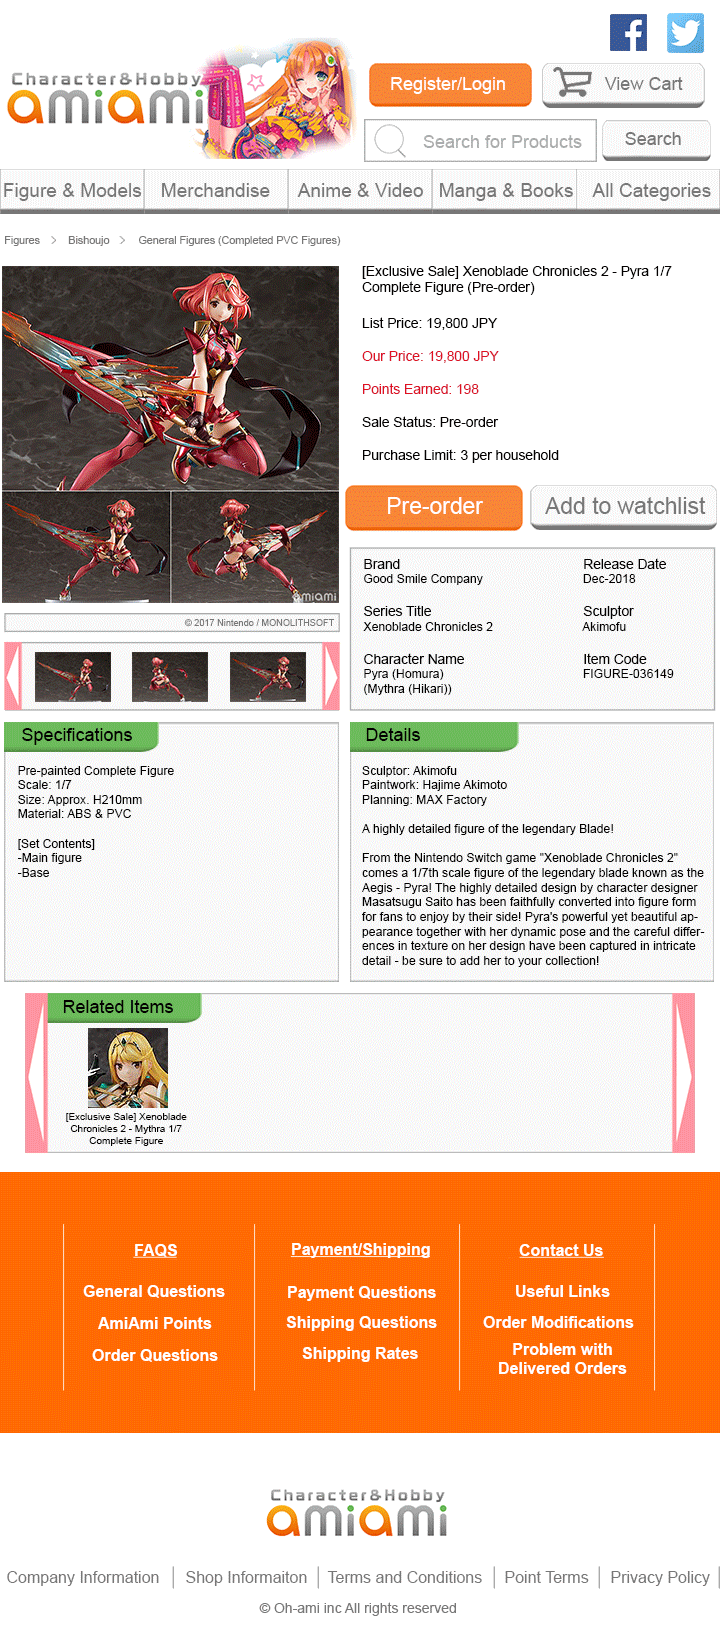 Character&Hobby
amiami
Register/Login
View Cart
Search for Products
Search
Figure & Models
Merchandise
Anime & Video
Manga & Books
All Categories
Figures > Bishoujo > General Figures (Completed PVC Figures)
[Exclusive Sale] Xenoblade Chronicles 2 - Pyra 1/7
Complete Figure (Pre-order)
List Price: 19,800 JPY
Our Price: 19,800 JPY
Points Earned: 198
Sale Status: Pre-order
Purchase Limit: 3 per household
Pre-order
Add to watchlist
amiami
© 2017 Nintendo / MONOLITHSOFT
Brand
Good Smile Company
Release Date
Dec-2018
Series Title
Xenoblade Chronicles 2
Sculptor
Akimofu
Character Name
Pyra (Homura)
(Mythra (Hikari))
Item Code
FIGURE-036149
Specifications
Pre-painted Complete Figure
Scale: 1/7
Size: Approx. H210mm
Material: ABS & PVC
[Set Contents]
-Main figure
-Base
Details
Sculptor: Akimofu
Paintwork: Hajime Akimoto
Planning: MAX Factory
A highly detailed figure of the legendary Blade!
From the Nintendo Switch game "Xenoblade Chronicles 2"
comes a 1/7th scale figure of the legendary blade known as the
Aegis - Pyra! The highly detailed design by character designer
Masatsugu Saito has been faithfully converted into figure form
for fans to enjoy by their side! Pyra's powerful yet beautiful ap-
pearance together with her dynamic pose and the careful differ-
ences in texture on her design have been captured in intricate
detail - be sure to add her to your collection!
Related Items
[Exclusive Sale] Xenoblade
Chronicles 2 - Mythra 1/7
Complete Figure
FAQS
General Questions
AmiAmi Points
Order Questions
Payment/Shipping
Payment Questions
Shipping Questions
Shipping Rates
Contact Us
Useful Links
Order Modifications
Problem with
Delivered Orders
Character&Hobby
amiami
Company Information
Shop Informaiton
Terms and Conditions
Point Terms
Privacy Policy
© Oh-ami inc All rights reserved